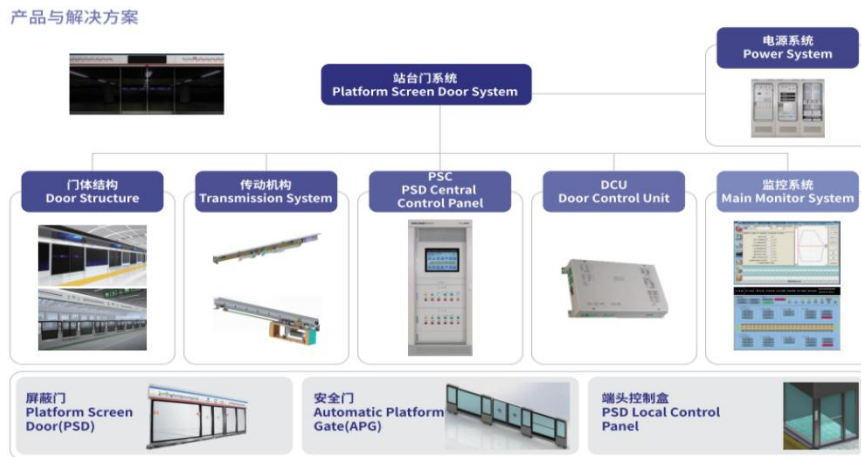 产品与解决方案
电源系统
Power System
站台门系统
Platform Screen Door System
门体结构
Door Structure
传动机构
Transmission System
PSC
PSD Central
Control Panel
DCU
Door Control Unit
监控系统
Main Monitor System
屏蔽门
Platform Screen
Door(PSD)
安全门
Automatic Platform
Gate(APG)
端头控制盒
PSD Local Control
Panel